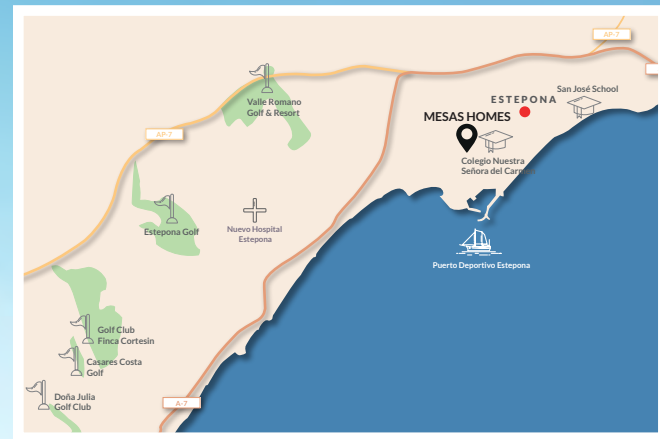 AP-7
San José School
ESTEPONA
Valle Romano
Golf & Resort
MESAS HOMES
AP-7
Colegio Nuestra
Señora del Carmen
Estepona Golf
Nuevo Hospital
Estepona
Puerto Deportivo Estepona
Golf Club
Finca Cortesin
Casares Costa
Golf
Doña Julia
Golf Club
A-7